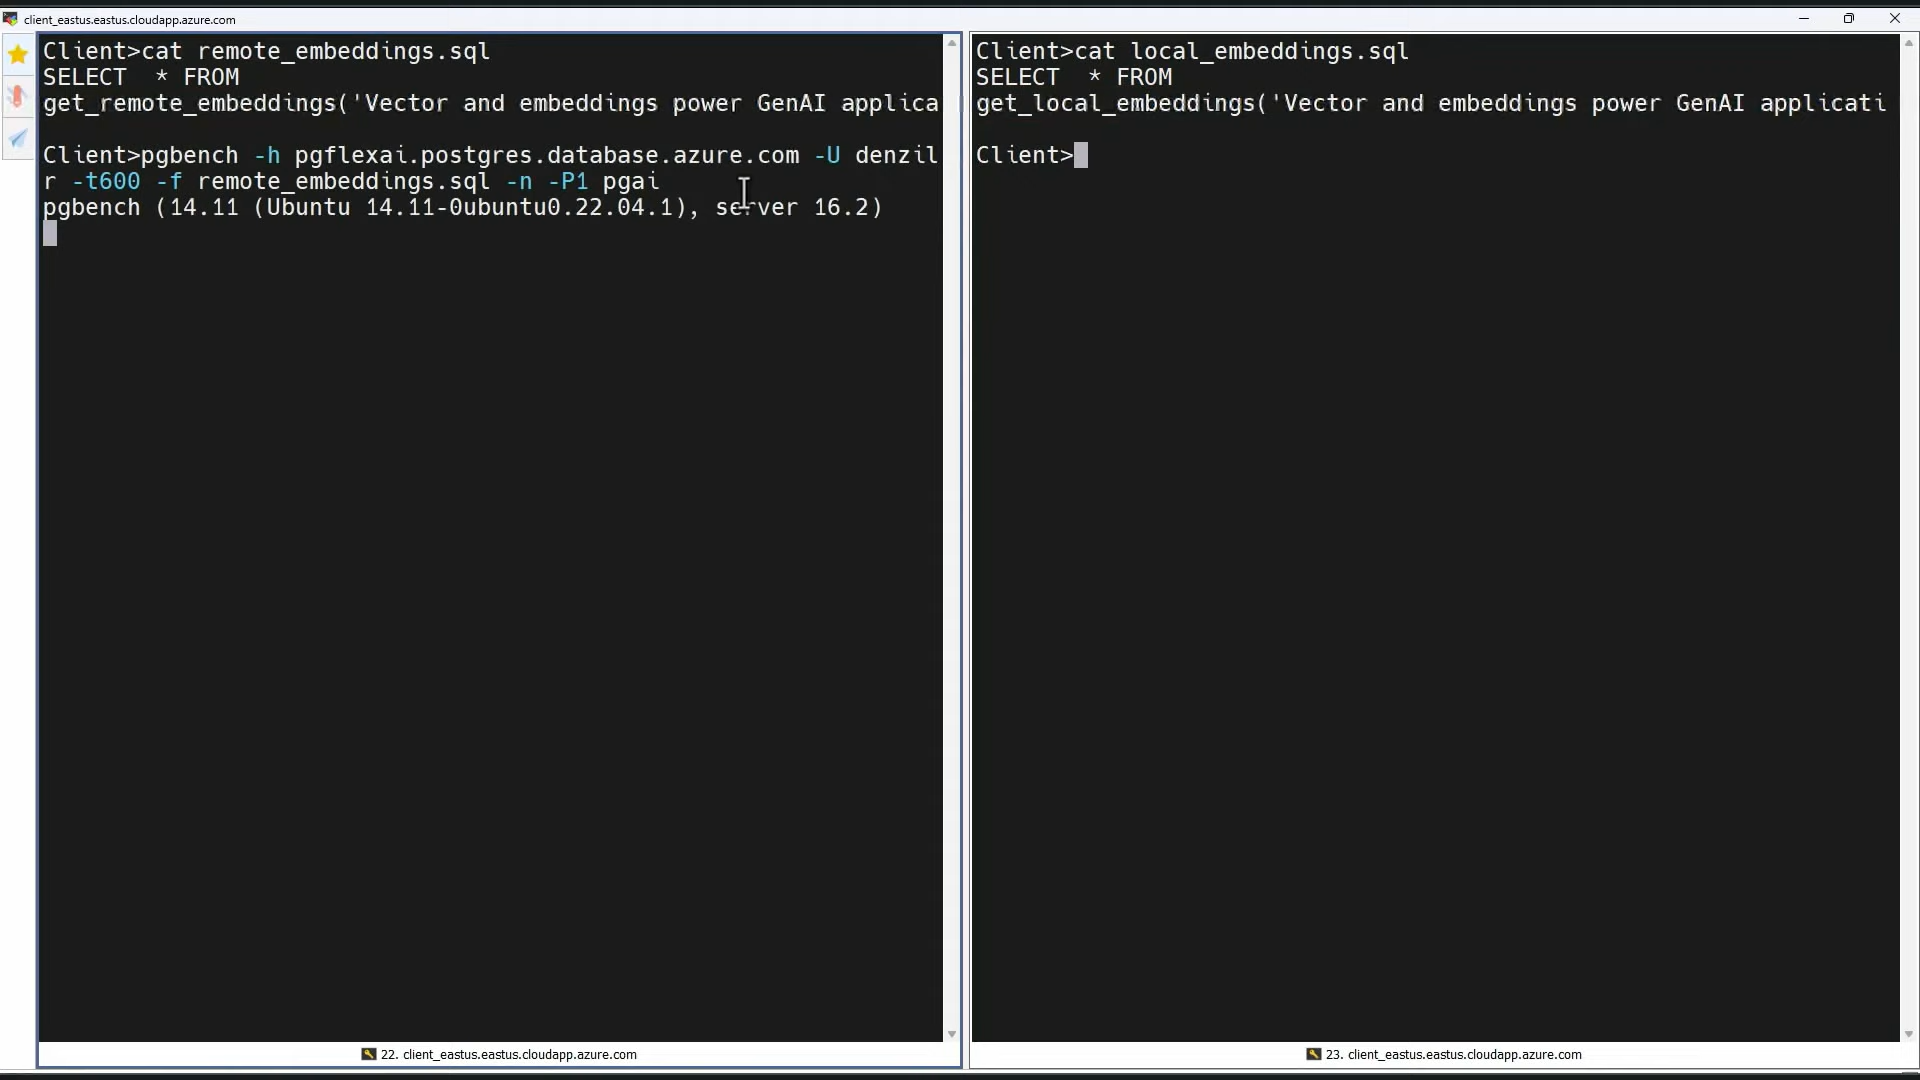 client_eastus.eastus.cloudapp.azure.com
Client>cat remote_embeddings.sql
SELECT  * FROM
get_remote_embeddings('Vector and embeddings power GenAI applica

Client>pgbench -h pgflexai.postgres.database.azure.com -U denzil
r -t600 -f remote_embeddings.sql -n -P1 pgai
pgbench (14.11 (Ubuntu 14.11-0ubuntu0.22.04.1), server 16.2)
22. client_eastus.eastus.cloudapp.azure.com
Client>cat local_embeddings.sql
SELECT  * FROM
get_local_embeddings('Vector and embeddings power GenAI applicati

Client>
23. client_eastus.eastus.cloudapp.azure.com